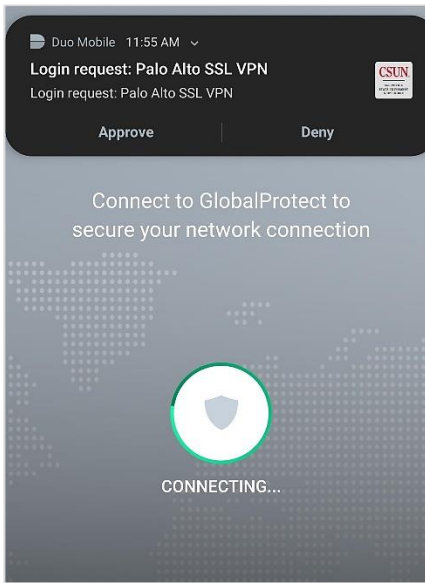 Duo Mobile 11:55 AM
Login request: Palo Alto SSL VPN
Login request: Palo Alto SSL VPN
CSUN
Approve
Deny
Connect to GlobalProtect to
secure your network connection
CONNECTING...